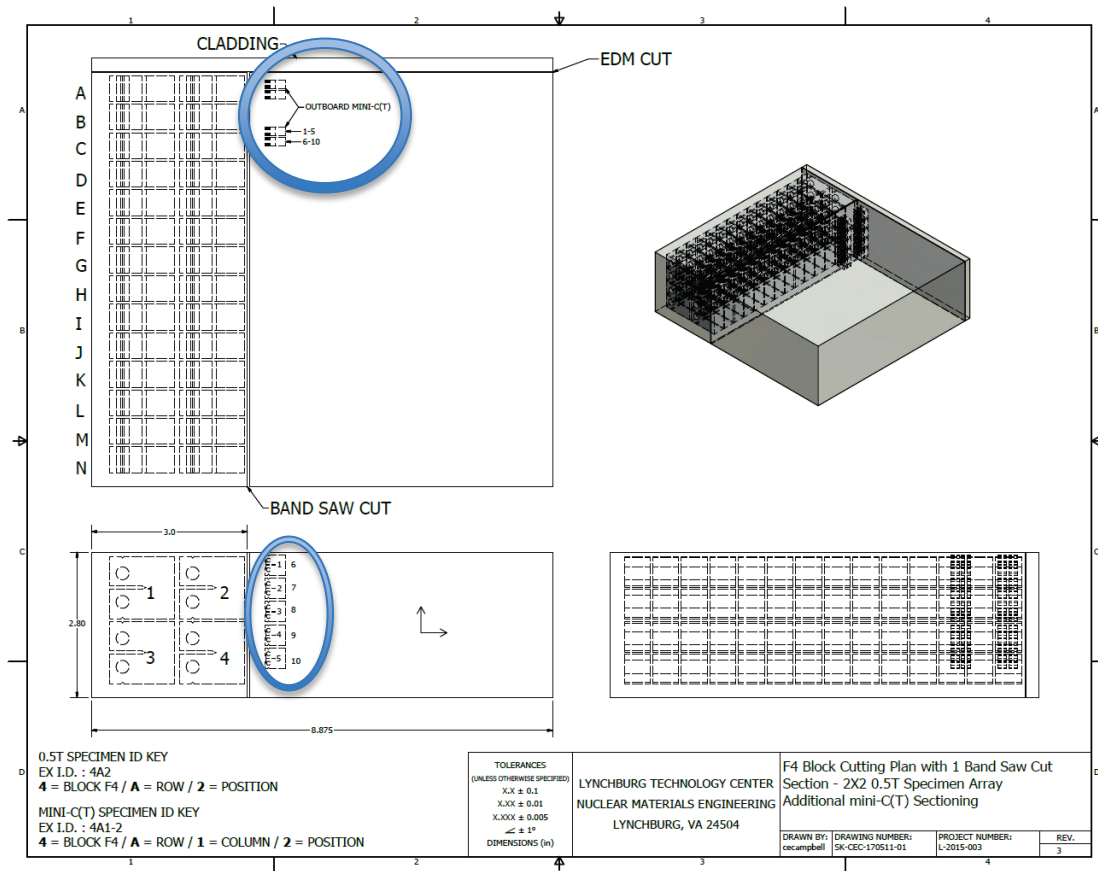 1 2 3 4
CLADDING
EDM CUT
A
OUTBOARD MINI-C(T)
A A
B
1-5
C
6-10
D
E
F
G
H
B B
I
J
K
L
M
N
BAND SAW CUT
3.0
C C
2.80
1 2
3 4
-1 6
-2 7
-3 8
-4 9
-5 10
8.875
0.5T SPECIMEN ID KEY
EX I.D. : 4A2
4 = BLOCK F4 / A = ROW / 2 = POSITION
MINI-C(T) SPECIMEN ID KEY
EX I.D. : 4A1-2
4 = BLOCK F4 / A = ROW / 1 = COLUMN / 2 = POSITION
D D
TOLERANCES
(UNLESS OTHERWISE SPECIFIED)
X.X ± 0.1
X.XX ± 0.01
X.XXX ± 0.005
∠ ± 1°
DIMENSIONS (in)
LYNCHBURG TECHNOLOGY CENTER
NUCLEAR MATERIALS ENGINEERING
LYNCHBURG, VA 24504
F4 Block Cutting Plan with 1 Band Saw Cut
Section - 2X2 0.5T Specimen Array
Additional mini-C(T) Sectioning
DRAWN BY:
cecampbell
DRAWING NUMBER:
SK-CEC-170511-01
PROJECT NUMBER:
L-2015-003
REV.
3
1 2 3 4